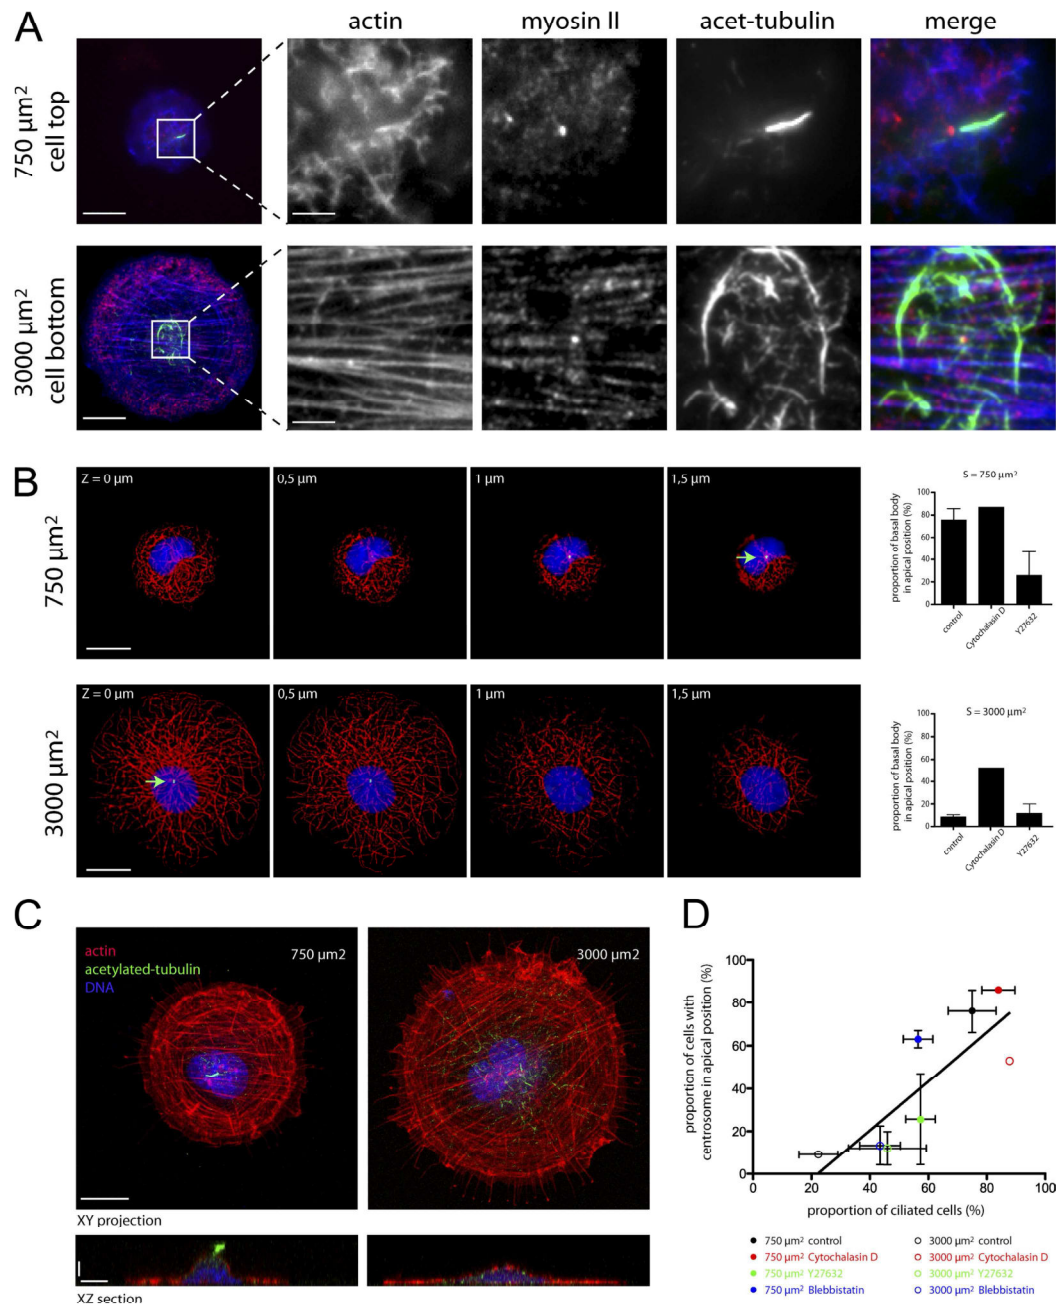 A
actin
myosin II
acet-tubulin
merge
750 μm²
cell top
3000 μm²
cell bottom
B
750 μm²
Z = 0 μm
0,5 μm
1 μm
1,5 μm
S = 750 μm²
proportion of basal body
in apical position (%)
100
80
60
40
20
0
control
Cytochalasin D
Y27632
3000 μm²
Z = 0 μm
0,5 μm
1 μm
1,5 μm
S = 3000 μm²
proportion of basal body
in apical position (%)
100
80
60
40
20
0
control
Cytochalasin D
Y27632
C
actin
acetylated-tubulin
DNA
750 μm2
3000 μm2
XY projection
XZ section
D
proportion of cells with
centrosome in apical position (%)
100
80
60
40
20
0
0 20 40 60 80 100
proportion of ciliated cells (%)
750 μm² control
750 μm² Cytochalasin D
750 μm² Y27632
750 μm² Blebbistatin
3000 μm² control
3000 μm² Cytochalasin D
3000 μm² Y27632
3000 μm² Blebbistatin